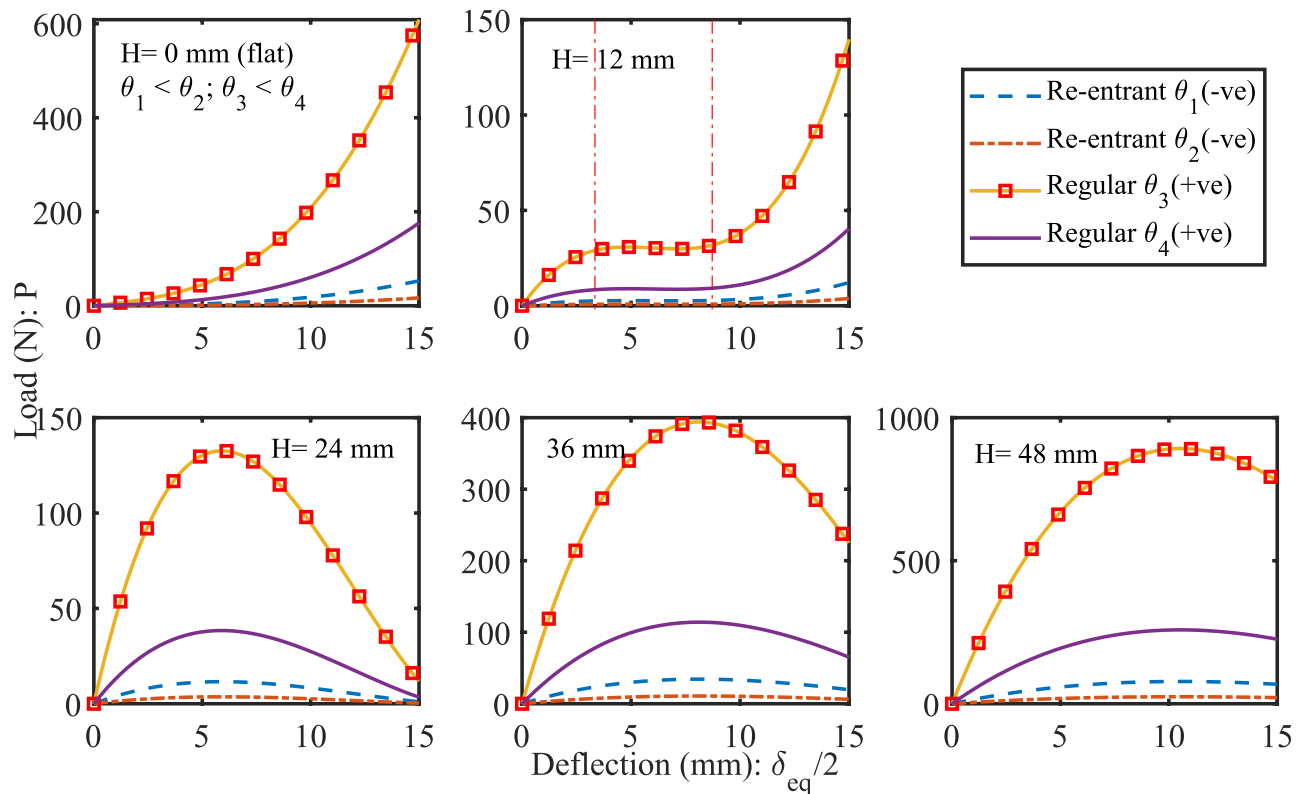 Load (N): P
600
400
200
0
H= 0 mm (flat)
θ1 < θ2; θ3 < θ4
0 5 10 15
150
100
50
0
H= 12 mm
0 5 10 15
Re-entrant θ1(-ve)
Re-entrant θ2(-ve)
Regular θ3(+ve)
Regular θ4(+ve)
150
100
50
0
H= 24 mm
0 5 10 15
400
300
200
100
0
36 mm
0 5 10 15
1000
500
0
H= 48 mm
0 5 10 15
Deflection (mm): δeq/2